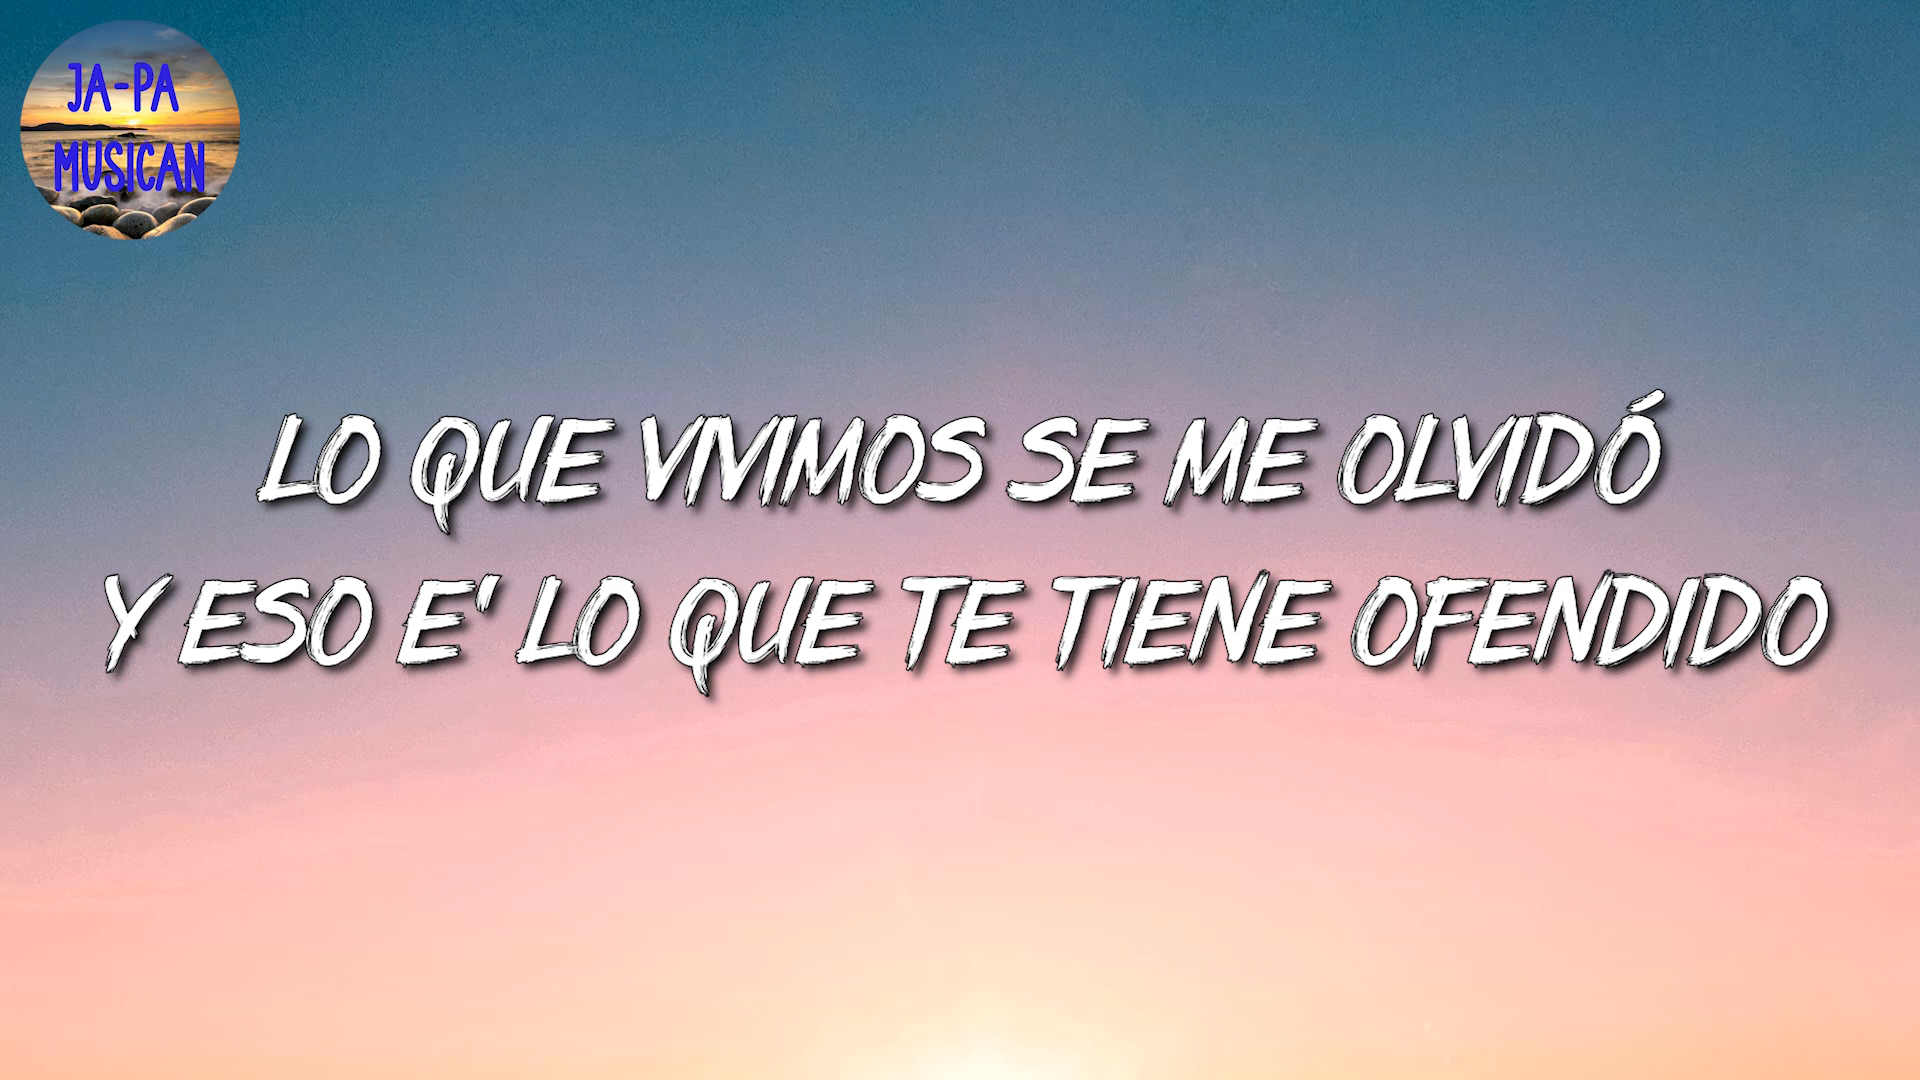 JA-PA
MUSICAN
LO QUE VIVIMOS SE ME OLVIDÓ
Y ESO E' LO QUE TE TIENE OFENDIDO